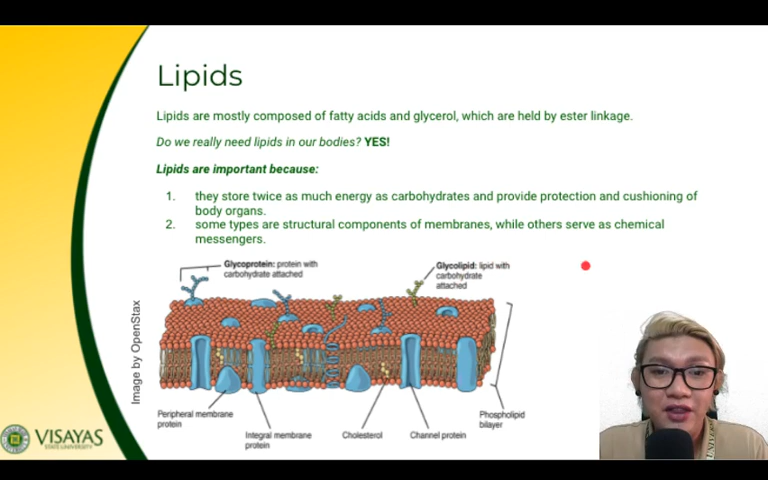 Lipids
Lipids are mostly composed of fatty acids and glycerol, which are held by ester linkage.
Do we really need lipids in our bodies? YES!
Lipids are important because:
1. they store twice as much energy as carbohydrates and provide protection and cushioning of
body organs.
2. some types are structural components of membranes, while others serve as chemical
messengers.
Glycoprotein: protein with
carbohydrate attached
Glycolipid: lipid with
carbohydrate
attached
Image by OpenStax
Peripheral membrane
protein
Integral membrane
protein
Cholesterol
Channel protein
Phospholipid
bilayer
VISAYAS
STATE UNIVERSITY